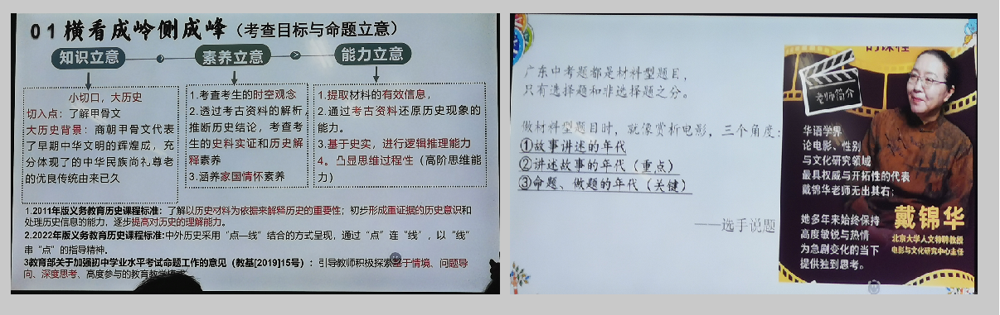 01 横看成岭侧成峰（考查目标与命题立意）
知识立意
素养立意
能力立意
小切口，大历史
切入点：了解甲骨文
大历史背景：商朝甲骨文代表
了早期中华文明的辉煌成，充
分体现了的中华民族尚礼尊老
的优良传统由来已久
1.考查考生的时空观念
2.透过考古资料的解析，
推断历史结论，考查考
生的史料实证和历史解
释素养
3.涵养家国情怀素养
1.提取材料的有效信息，
2.通过考古资料还原历史现象的
能力。
3.基于史实，进行逻辑推理能力
4。凸显思维过程性（高阶思维能
力）
1.2011年版义务教育历史课程标准：了解以历史材料为依据来解释历史的重要性；初步形成重证据的历史意识和
处理历史信息的能力，逐步提高对历史的理解能力。
2.2022年版义务教育历史课程标准:中外历史采用“点—线”结合的方式呈现，通过“点”连“线”，以“线”
串“点”的指导精神。
3教育部关于加强初中学业水平考试命题工作的意见（教基[2019]15号）：引导教师积极探索基于情境、问题导
向、深度思考、高度参与的教育教学模式
广东中考题都是材料型题目，
只有选择题和非选择题之分。
做材料型题目时，就像赏析电影，三个角度：
①故事讲述的年代
②讲述故事的年代（重点）
③命题、做题的年代（关键）
——选手说题
的课程
老师简介
华语学界
论电影、性别
与文化研究领域
最具权威与开拓性的代表
戴锦华老师无出其右；
她多年来始终保持
高度敏锐与热情
为急剧变化的当下
提供独到思考。
戴锦华
北京大学人文特聘教授
电影与文化研究中心主任